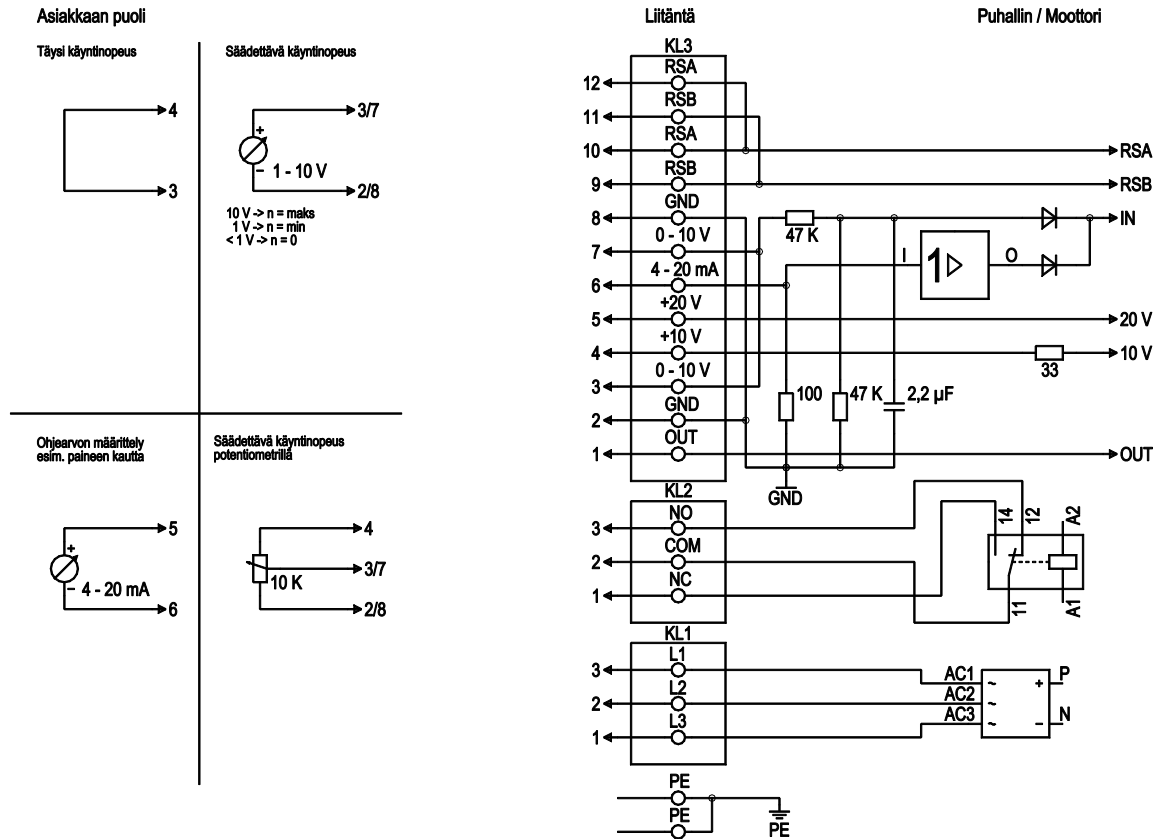 Asiakkaan puoli
Liitäntä
Puhallin / Moottori
Täysi käyntinopeus
4
3
Säädettävä käyntinopeus
3/7
+
1 - 10 V
–
2/8
10 V -> n = maks
1 V -> n = min
< 1 V -> n = 0
Ohjearvon määrittely
esim. paineen kautta
5
+
4 - 20 mA
–
6
Säädettävä käyntinopeus
potentiometrillä
4
3/7
10 K
2/8
KL3
12 RSA
11 RSB
10 RSA RSA
9 RSB RSB
8 GND 47 K IN
7 0 - 10 V I 1 O
6 4 - 20 mA
5 +20 V 20 V
4 +10 V 33 10 V
3 0 - 10 V
100 47 K 2,2 µF
2 GND
1 OUT OUT
GND
KL2
3 NO
2 COM
1 NC
14 12 A2
11 A1
KL1
3 L1 AC1 ~ + P
2 L2 AC2 ~
1 L3 AC3 ~ – N
PE
PE
PE